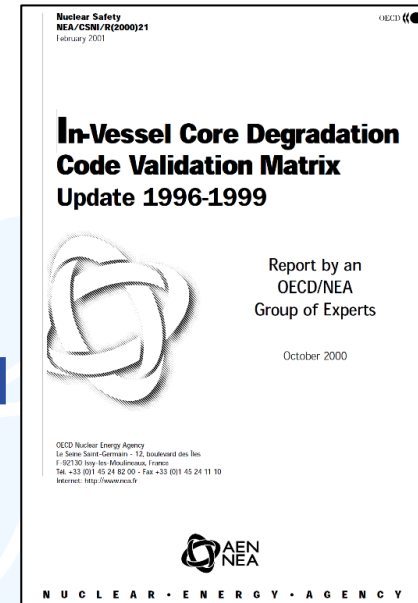 Nuclear Safety
NEA/CSNI/R(2000)21
February 2001
OECD
In-Vessel Core Degradation
Code Validation Matrix
Update 1996-1999
Report by an
OECD/NEA
Group of Experts
October 2000
OECD Nuclear Energy Agency
Le Seine Saint-Germain - 12, boulevard des Îles
F-92130 Issy-les-Moulineaux, France
Tél. +33 (0)1 45 24 82 00 - Fax +33 (0)1 45 24 11 10
Internet: http://www.nea.fr
AEN
NEA
NUCLEAR • ENERGY • AGENCY